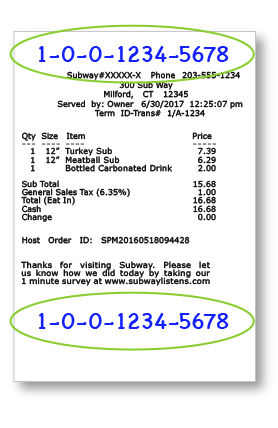 1-0-0-1234-5678
Subway#XXXXX-X Phone 203-555-1234
300 Sub Way
Milford, CT 12345
Served by: Owner 6/30/2017 12:25:07 pm
Term ID-Trans# 1/A-1234
Qty Size Item Price
---- ---- ---- -----
1 12" Turkey Sub 7.39
1 12" Meatball Sub 6.29
1 Bottled Carbonated Drink 2.00
Sub Total 15.68
General Sales Tax (6.35%) 1.00
Total (Eat In) 16.68
Cash 16.68
Change 0.00
Host Order ID: SPM20160518094428
Thanks for visiting Subway. Please let
us know how we did today by taking our
1 minute survey at www.subwaylistens.com
1-0-0-1234-5678